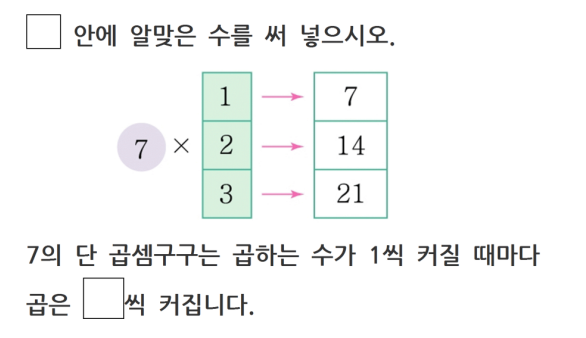 □ 안에 알맞은 수를 써 넣으시오.
1 → 7
7 × 2 → 14
3 → 21
7의 단 곱셈구구는 곱하는 수가 1씩 커질 때마다
곱은 □씩 커집니다.